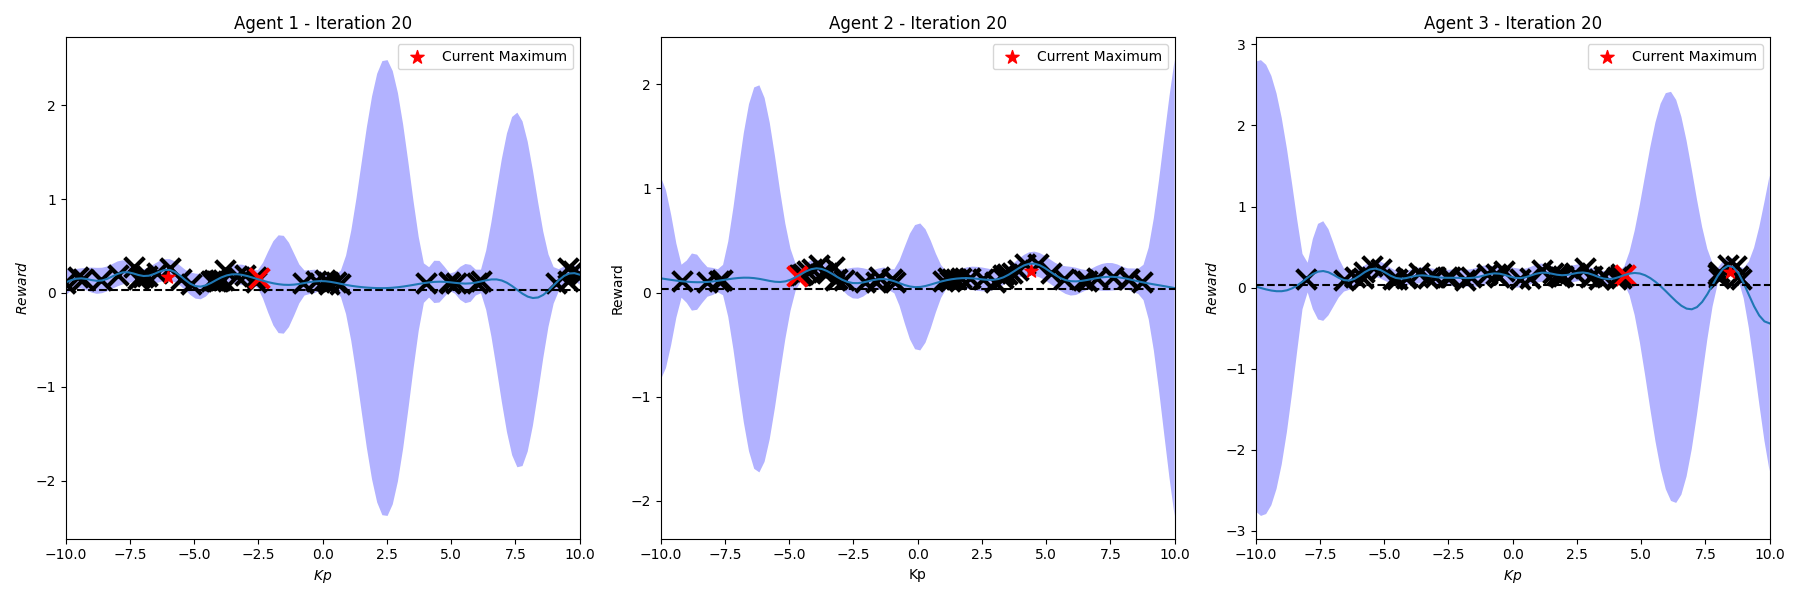 Agent 1 - Iteration 20
Current Maximum
Reward
2
1
0
−1
−2
−10.0 −7.5 −5.0 −2.5 0.0 2.5 5.0 7.5 10.0
Kp
Agent 2 - Iteration 20
Current Maximum
Reward
2
1
0
−1
−2
−10.0 −7.5 −5.0 −2.5 0.0 2.5 5.0 7.5 10.0
Kp
Agent 3 - Iteration 20
Current Maximum
Reward
3
2
1
0
−1
−2
−3
−10.0 −7.5 −5.0 −2.5 0.0 2.5 5.0 7.5 10.0
Kp